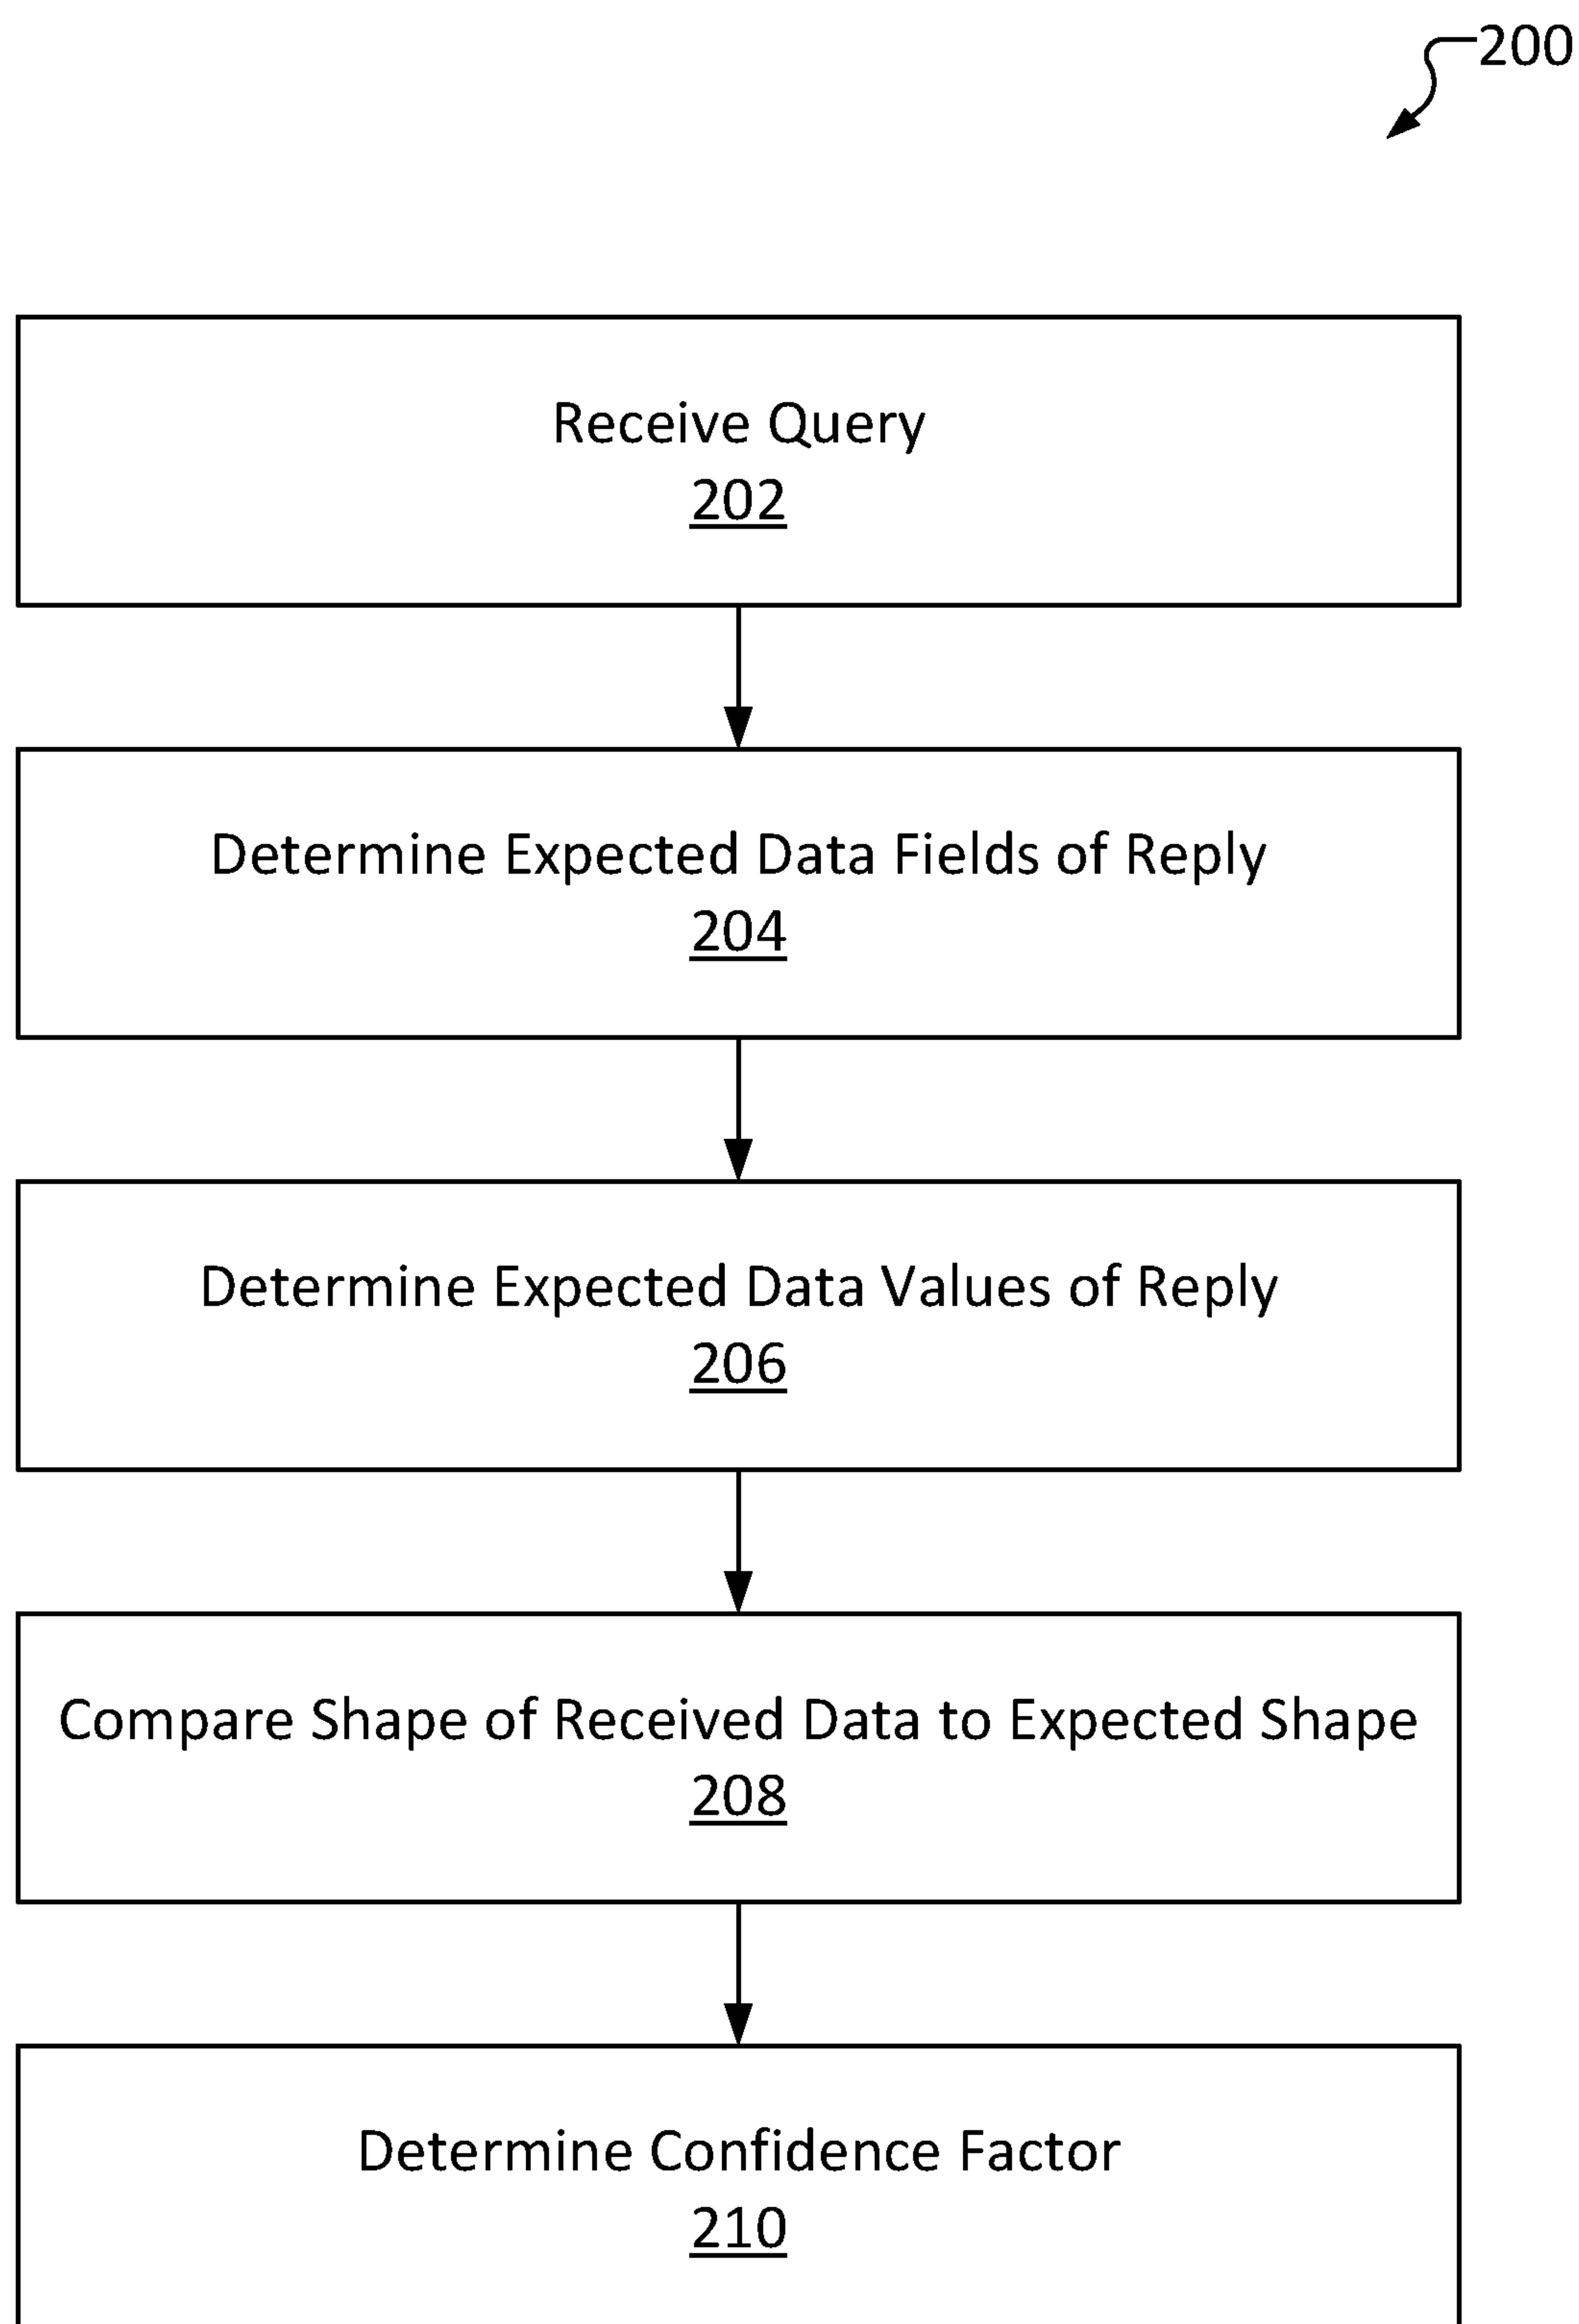 200
Receive Query
202
Determine Expected Data Fields of Reply
204
Determine Expected Data Values of Reply
206
Compare Shape of Received Data to Expected Shape
208
Determine Confidence Factor
210